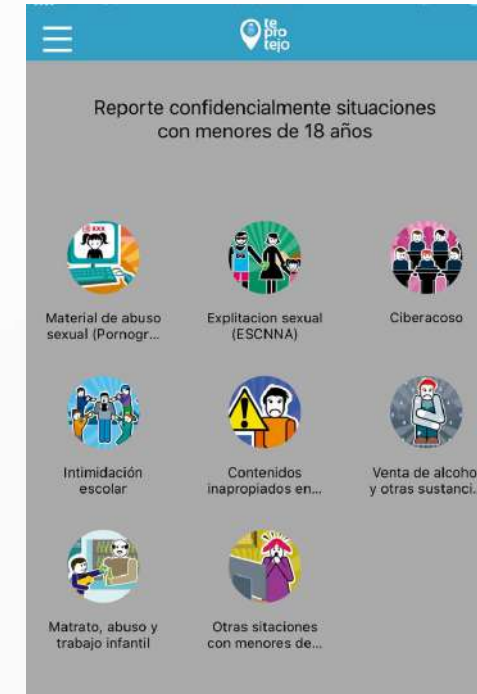 te
pro
tejo
Reporte confidencialmente situaciones
con menores de 18 años
Material de abuso
sexual (Pornogr...
Explitacion sexual
(ESCNNA)
Ciberacoso
Intimidación
escolar
Contenidos
inapropiados en...
Venta de alcoho
y otras sustanci.
Matrato, abuso y
trabajo infantil
Otras sitaciones
con menores de...